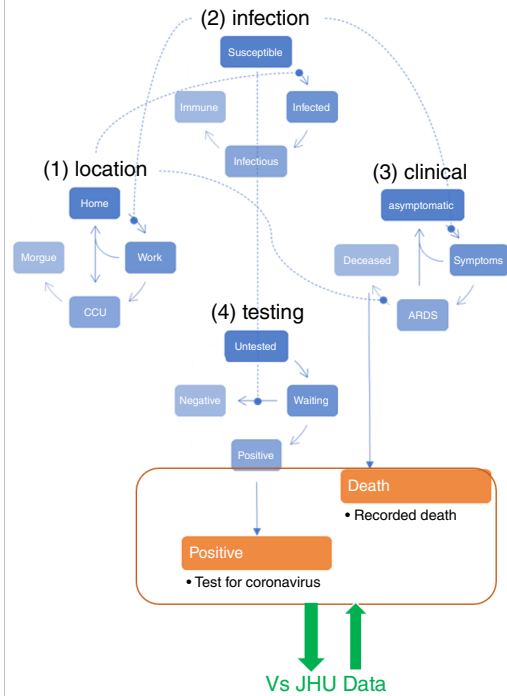 (2) infection
Susceptible
Immune
Infected
Infectious
(1) location
Home
Morgue
Work
CCU
(3) clinical
asymptomatic
Deceased
Symptoms
ARDS
(4) testing
Untested
Negative
Waiting
Positive
Death
• Recorded death
Positive
• Test for coronavirus
Vs JHU Data